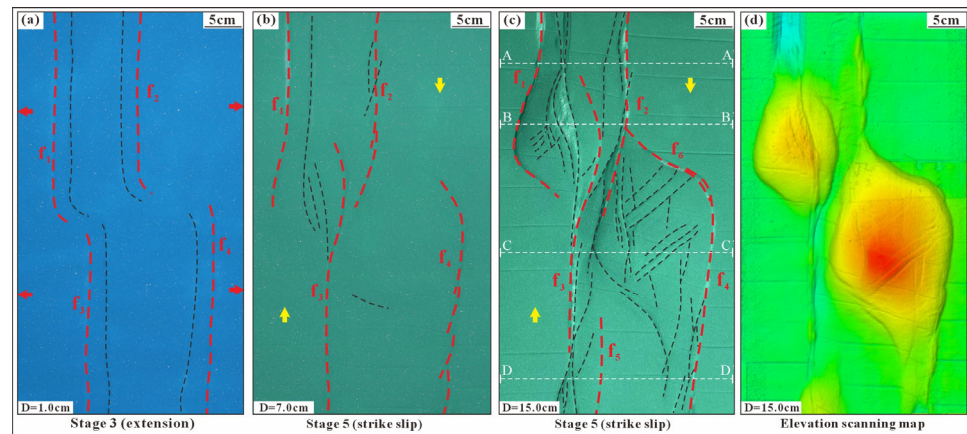 (a)
5cm
f₁
f₂
f₃
f₄
D=1.0cm
Stage 3 (extension)
(b)
5cm
f₁
f₂
f₃
f₄
D=7.0cm
Stage 5 (strike slip)
(c)
5cm
A A'
f₁
f₂
B B'
f₆
C C'
f₃
f₄
f₅
D D'
D=15.0cm
Stage 5 (strike slip)
(d)
5cm
D=15.0cm
Elevation scanning map